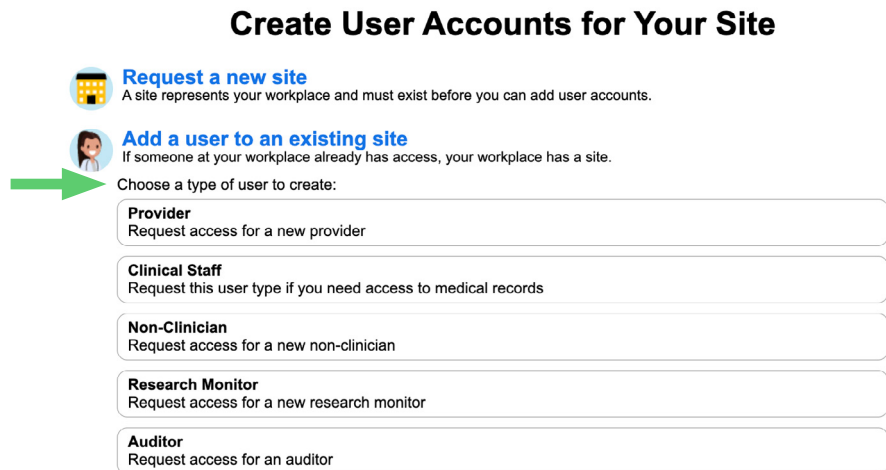 Create User Accounts for Your Site
Request a new site
A site represents your workplace and must exist before you can add user accounts.
Add a user to an existing site
If someone at your workplace already has access, your workplace has a site.
Choose a type of user to create:
Provider
Request access for a new provider
Clinical Staff
Request this user type if you need access to medical records
Non-Clinician
Request access for a new non-clinician
Research Monitor
Request access for a new research monitor
Auditor
Request access for an auditor